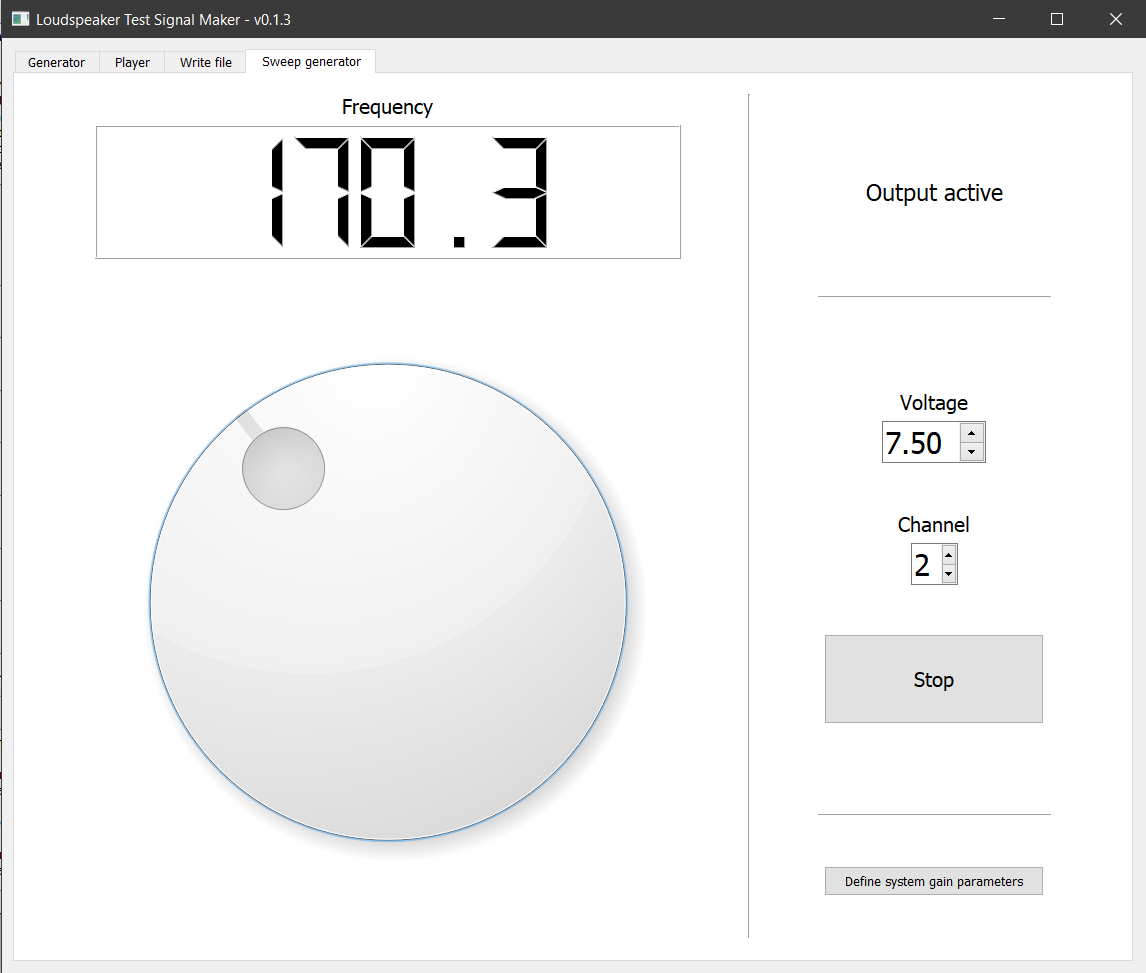 Loudspeaker Test Signal Maker - v0.1.3
Generator
Player
Write file
Sweep generator
Frequency
170.3
Output active
Voltage
7.50
Channel
2
Stop
Define system gain parameters